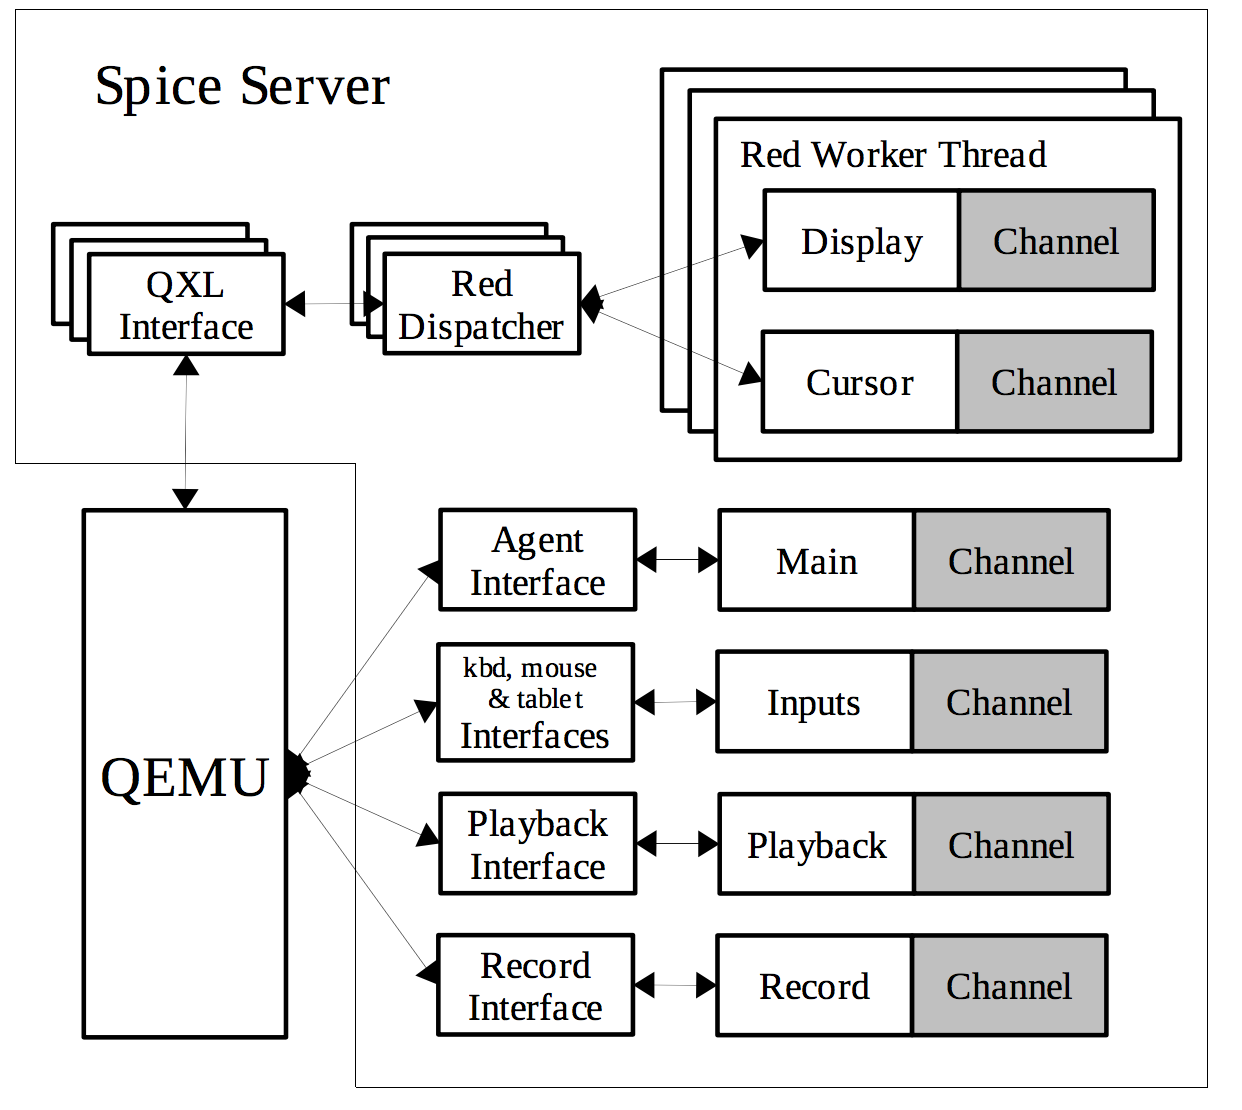 Spice Server
Red Worker Thread
Display
Channel
QXL
Interface
Red
Dispatcher
Cursor
Channel
QEMU
Agent
Interface
Main
Channel
kbd, mouse
& tablet
Interfaces
Inputs
Channel
Playback
Interface
Playback
Channel
Record
Interface
Record
Channel